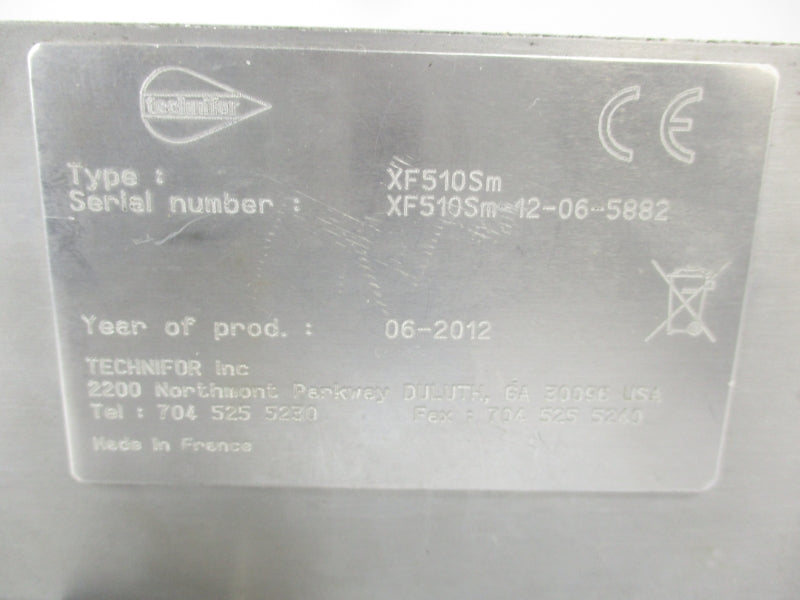 technifor
CE
Type : XF510Sm
Serial number : XF510Sm-12-06-5882
Year of prod. : 06-2012
TECHNIFOR Inc
2200 Northmont Parkway DULUTH, GA 30096 USA
Tel : 704 525 5230 Fax : 704 525 5240
Made in France